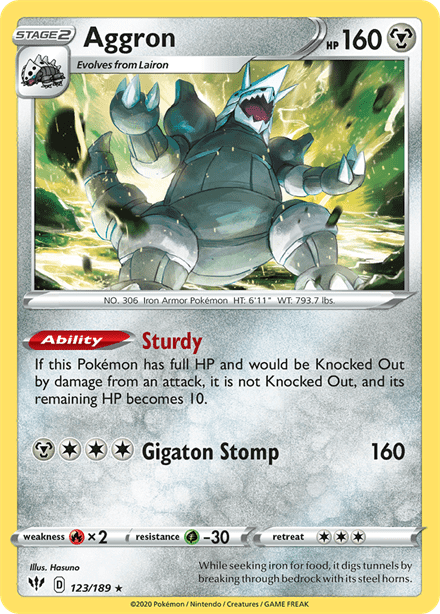 STAGE2
Aggron
HP 160
Evolves from Lairon
NO. 306 Iron Armor Pokémon HT: 6'11" WT: 793.7 lbs.
Ability Sturdy
If this Pokémon has full HP and would be Knocked Out
by damage from an attack, it is not Knocked Out, and its
remaining HP becomes 10.
Gigaton Stomp 160
weakness ×2 resistance -30 retreat
Illus. Hasuno
While seeking iron for food, it digs tunnels by
breaking through bedrock with its steel horns.
D 123/189 ★
©2020 Pokémon / Nintendo / Creatures / GAME FREAK